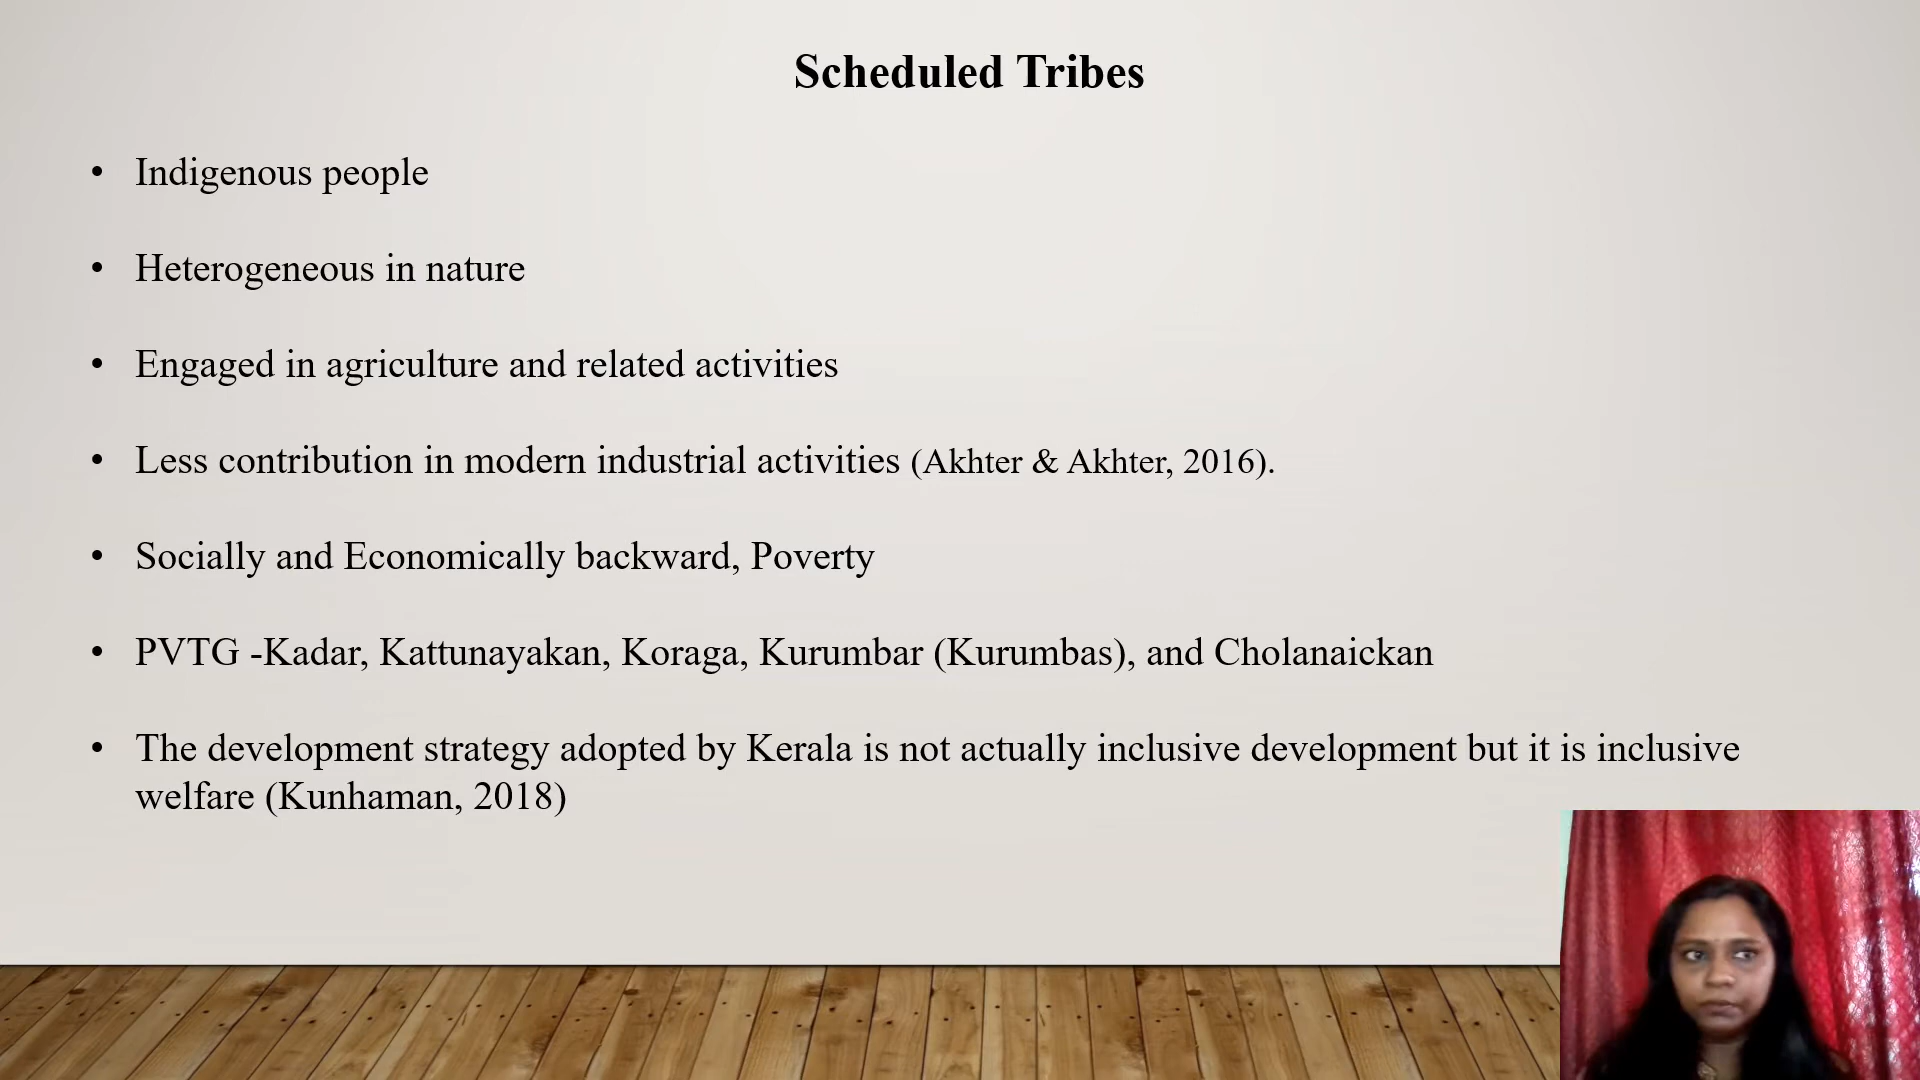 Scheduled Tribes
• Indigenous people
• Heterogeneous in nature
• Engaged in agriculture and related activities
• Less contribution in modern industrial activities (Akhter & Akhter, 2016).
• Socially and Economically backward, Poverty
• PVTG -Kadar, Kattunayakan, Koraga, Kurumbar (Kurumbas), and Cholanaickan
• The development strategy adopted by Kerala is not actually inclusive development but it is inclusive
welfare (Kunhaman, 2018)